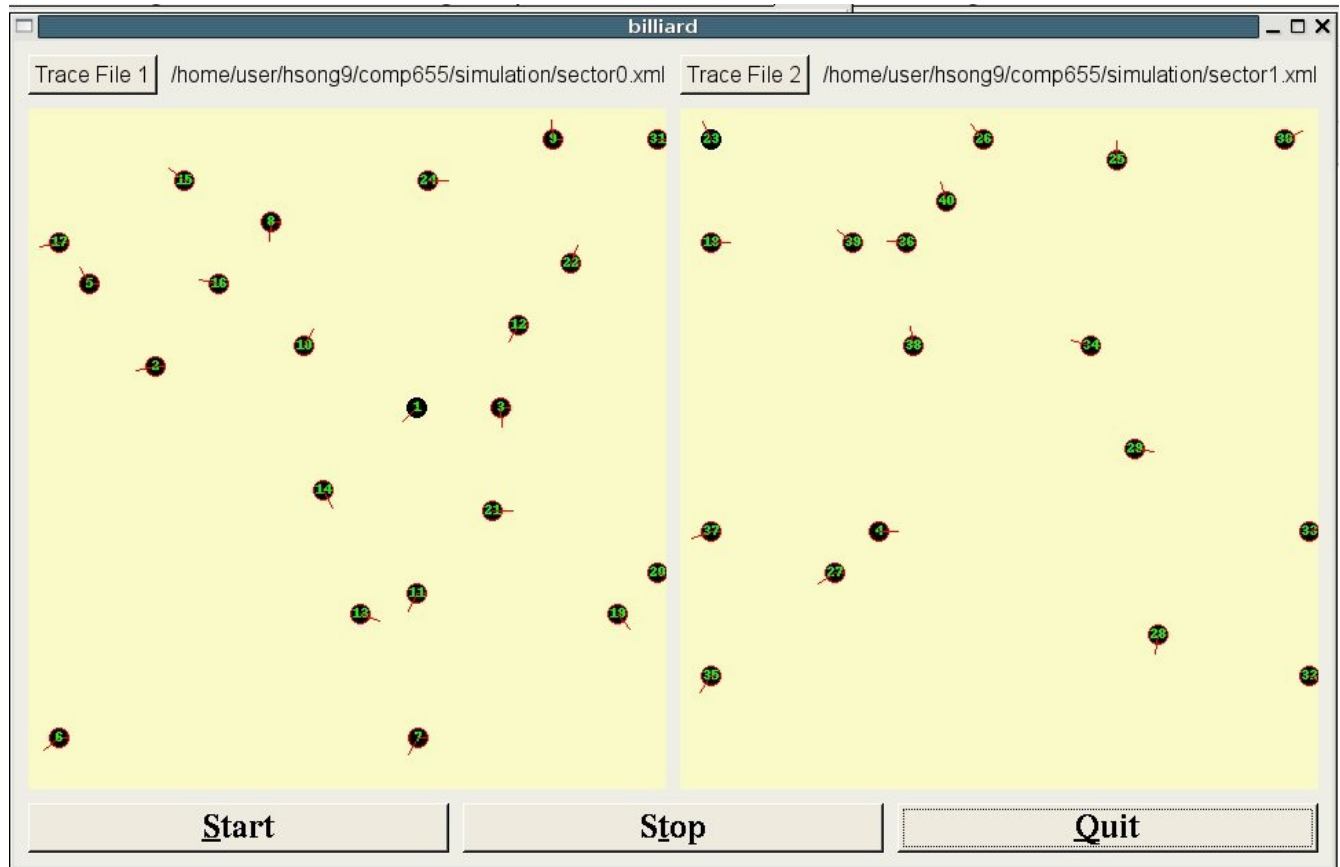 billiard
Trace File 1 /home/user/hsong9/comp655/simulation/sector0.xml Trace File 2 /home/user/hsong9/comp655/simulation/sector1.xml
9 31 23 26 30
25
15 24
40
8
17 39 36
22
5 16
12
10 38 34
2
1 3
29
14
21
37 4 33
20 27
11
13 19
28
35 32
6 7
Start Stop Quit